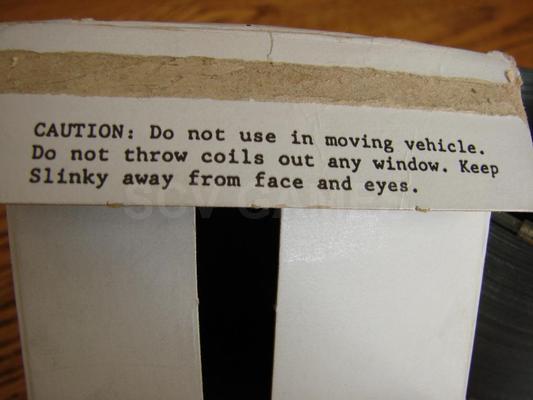 CAUTION: Do not use in moving vehicle.
Do not throw coils out any window. Keep
Slinky away from face and eyes.